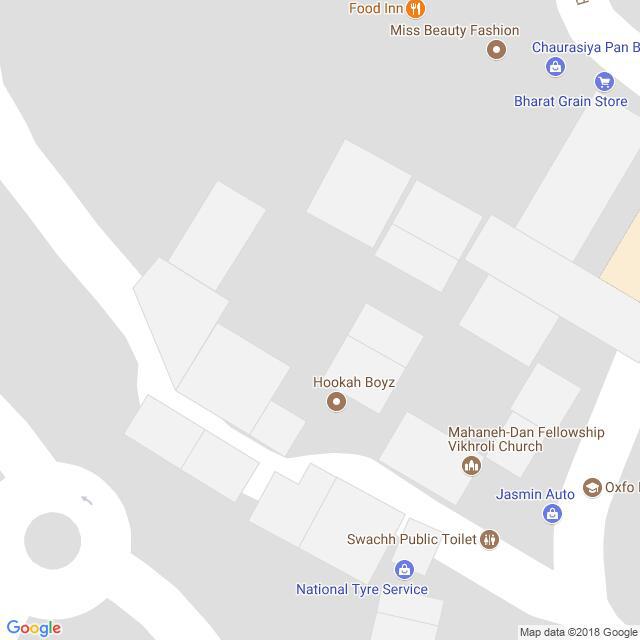 Food Inn
Miss Beauty Fashion
Chaurasiya Pan B
Bharat Grain Store
Hookah Boyz
Mahaneh-Dan Fellowship
Vikhroli Church
Jasmin Auto
Oxfo
Swachh Public Toilet
National Tyre Service
Google
Map data ©2018 Google